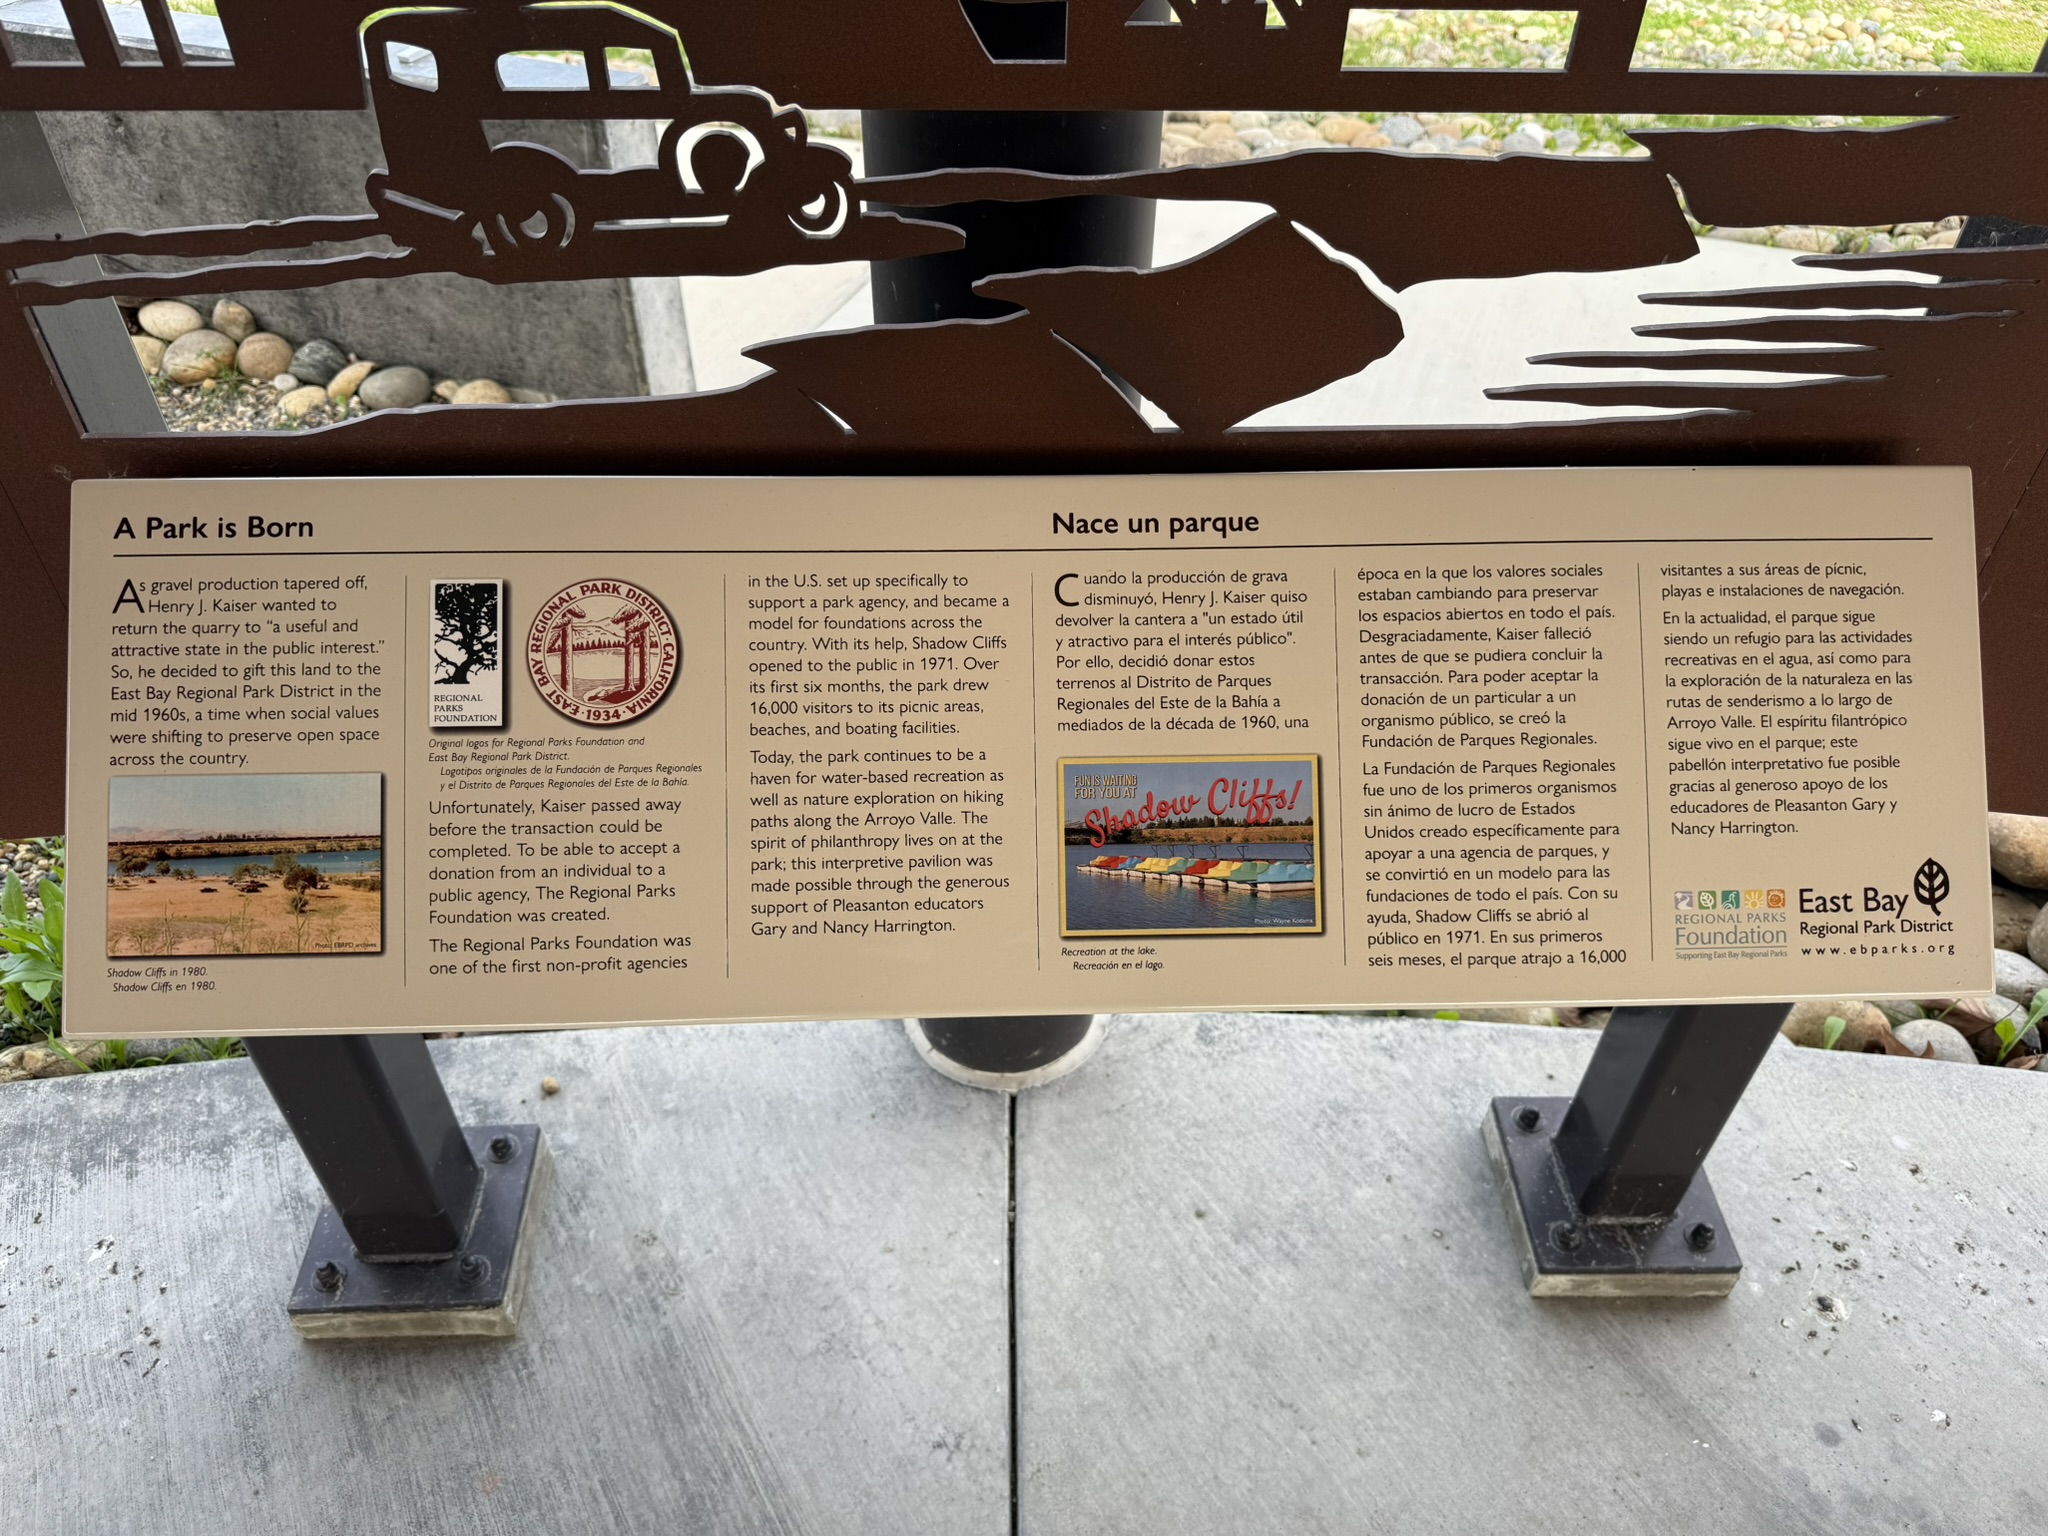 A Park is Born
As gravel production tapered off,
Henry J. Kaiser wanted to
return the quarry to “a useful and
attractive state in the public interest.”
So, he decided to gift this land to the
East Bay Regional Park District in the
mid 1960s, a time when social values
were shifting to preserve open space
across the country.
Photo: EBRPD archives
Shadow Cliffs in 1980.
Shadow Cliffs en 1980.
REGIONAL
PARKS
FOUNDATION
EAST BAY REGIONAL PARK DISTRICT, CALIFORNIA
·1934·
Original logos for Regional Parks Foundation and
East Bay Regional Park District.
Logotipos originales de la Fundación de Parques Regionales
y el Distrito de Parques Regionales del Este de la Bahía.
Unfortunately, Kaiser passed away
before the transaction could be
completed. To be able to accept a
donation from an individual to a
public agency, The Regional Parks
Foundation was created.
The Regional Parks Foundation was
one of the first non-profit agencies
in the U.S. set up specifically to
support a park agency, and became a
model for foundations across the
country. With its help, Shadow Cliffs
opened to the public in 1971. Over
its first six months, the park drew
16,000 visitors to its picnic areas,
beaches, and boating facilities.
Today, the park continues to be a
haven for water-based recreation as
well as nature exploration on hiking
paths along the Arroyo Valle. The
spirit of philanthropy lives on at the
park; this interpretive pavilion was
made possible through the generous
support of Pleasanton educators
Gary and Nancy Harrington.
Nace un parque
Cuando la producción de grava
disminuyó, Henry J. Kaiser quiso
devolver la cantera a "un estado útil
y atractivo para el interés público".
Por ello, decidió donar estos
terrenos al Distrito de Parques
Regionales del Este de la Bahía a
mediados de la década de 1960, una
FUN IS WAITING
FOR YOU AT
Shadow Cliffs!
Photo: Wayne
Recreation at the lake.
Recreación en el lago.
época en la que los valores sociales
estaban cambiando para preservar
los espacios abiertos en todo el país.
Desgraciadamente, Kaiser falleció
antes de que se pudiera concluir la
transacción. Para poder aceptar la
donación de un particular a un
organismo público, se creó la
Fundación de Parques Regionales.
La Fundación de Parques Regionales
fue uno de los primeros organismos
sin ánimo de lucro de Estados
Unidos creado específicamente para
apoyar a una agencia de parques, y
se convirtió en un modelo para las
fundaciones de todo el país. Con su
ayuda, Shadow Cliffs se abrió al
público en 1971. En sus primeros
seis meses, el parque atrajo a 16,000
visitantes a sus áreas de pícnic,
playas e instalaciones de navegación.
En la actualidad, el parque sigue
siendo un refugio para las actividades
recreativas en el agua, así como para
la exploración de la naturaleza en las
rutas de senderismo a lo largo de
Arroyo Valle. El espíritu filantrópico
sigue vivo en el parque; este
pabellón interpretativo fue posible
gracias al generoso apoyo de los
educadores de Pleasanton Gary y
Nancy Harrington.
REGIONAL PARKS
Foundation
Supporting East Bay Regional Parks
East Bay
Regional Park District
www.ebparks.org